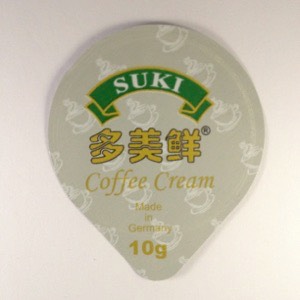 SUKI
多美鲜®
Coffee Cream
Made
in
Germany
10g